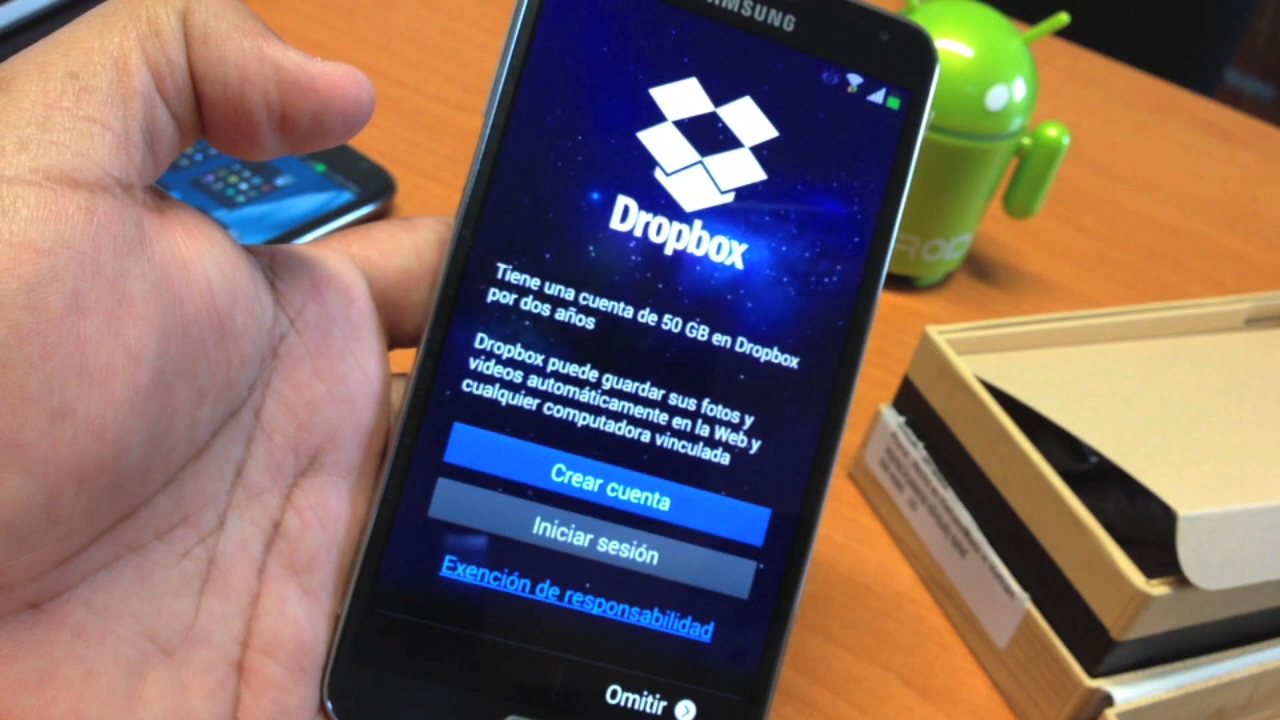 SAMSUNG
Dropbox
Tiene una cuenta de 50 GB en Dropbox
por dos años
Dropbox puede guardar sus fotos y
videos automáticamente en la Web y
cualquier computadora vinculada
Crear cuenta
Iniciar sesión
Exención de responsabilidad
Omitir